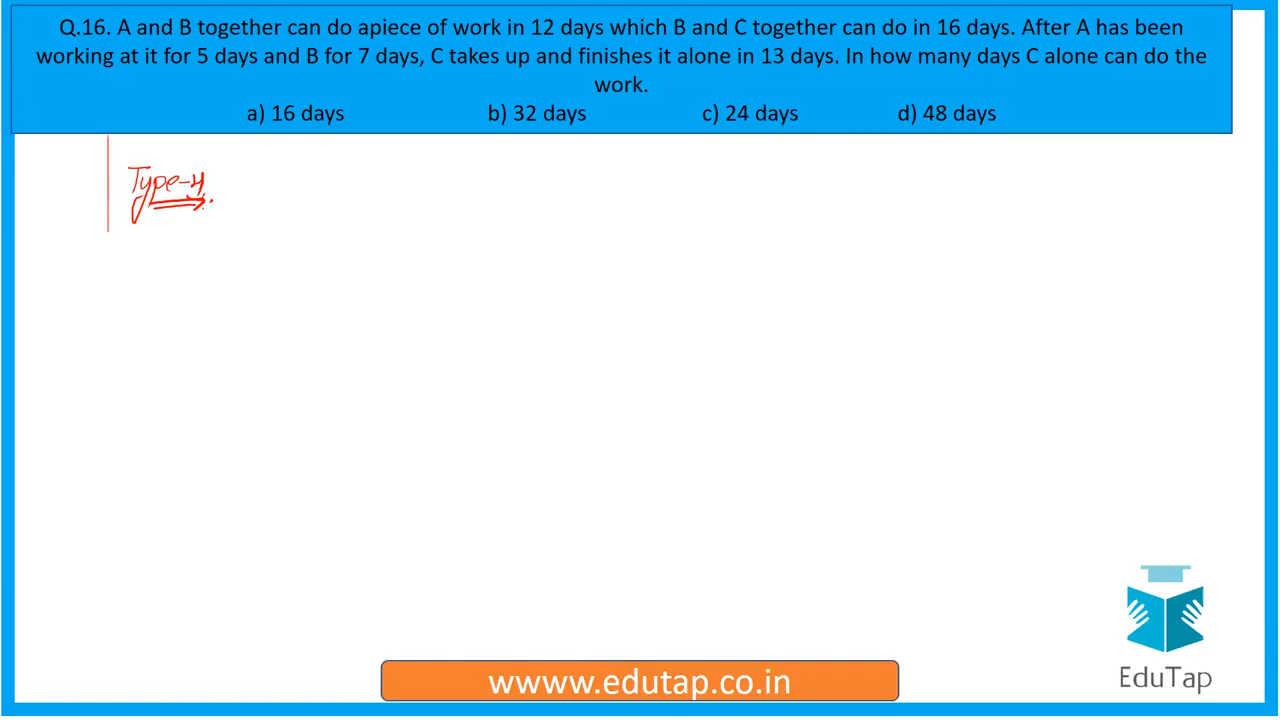 Q.16. A and B together can do apiece of work in 12 days which B and C together can do in 16 days. After A has been
working at it for 5 days and B for 7 days, C takes up and finishes it alone in 13 days. In how many days C alone can do the
work.
a) 16 days b) 32 days c) 24 days d) 48 days
Type-4
EduTap
wwww.edutap.co.in